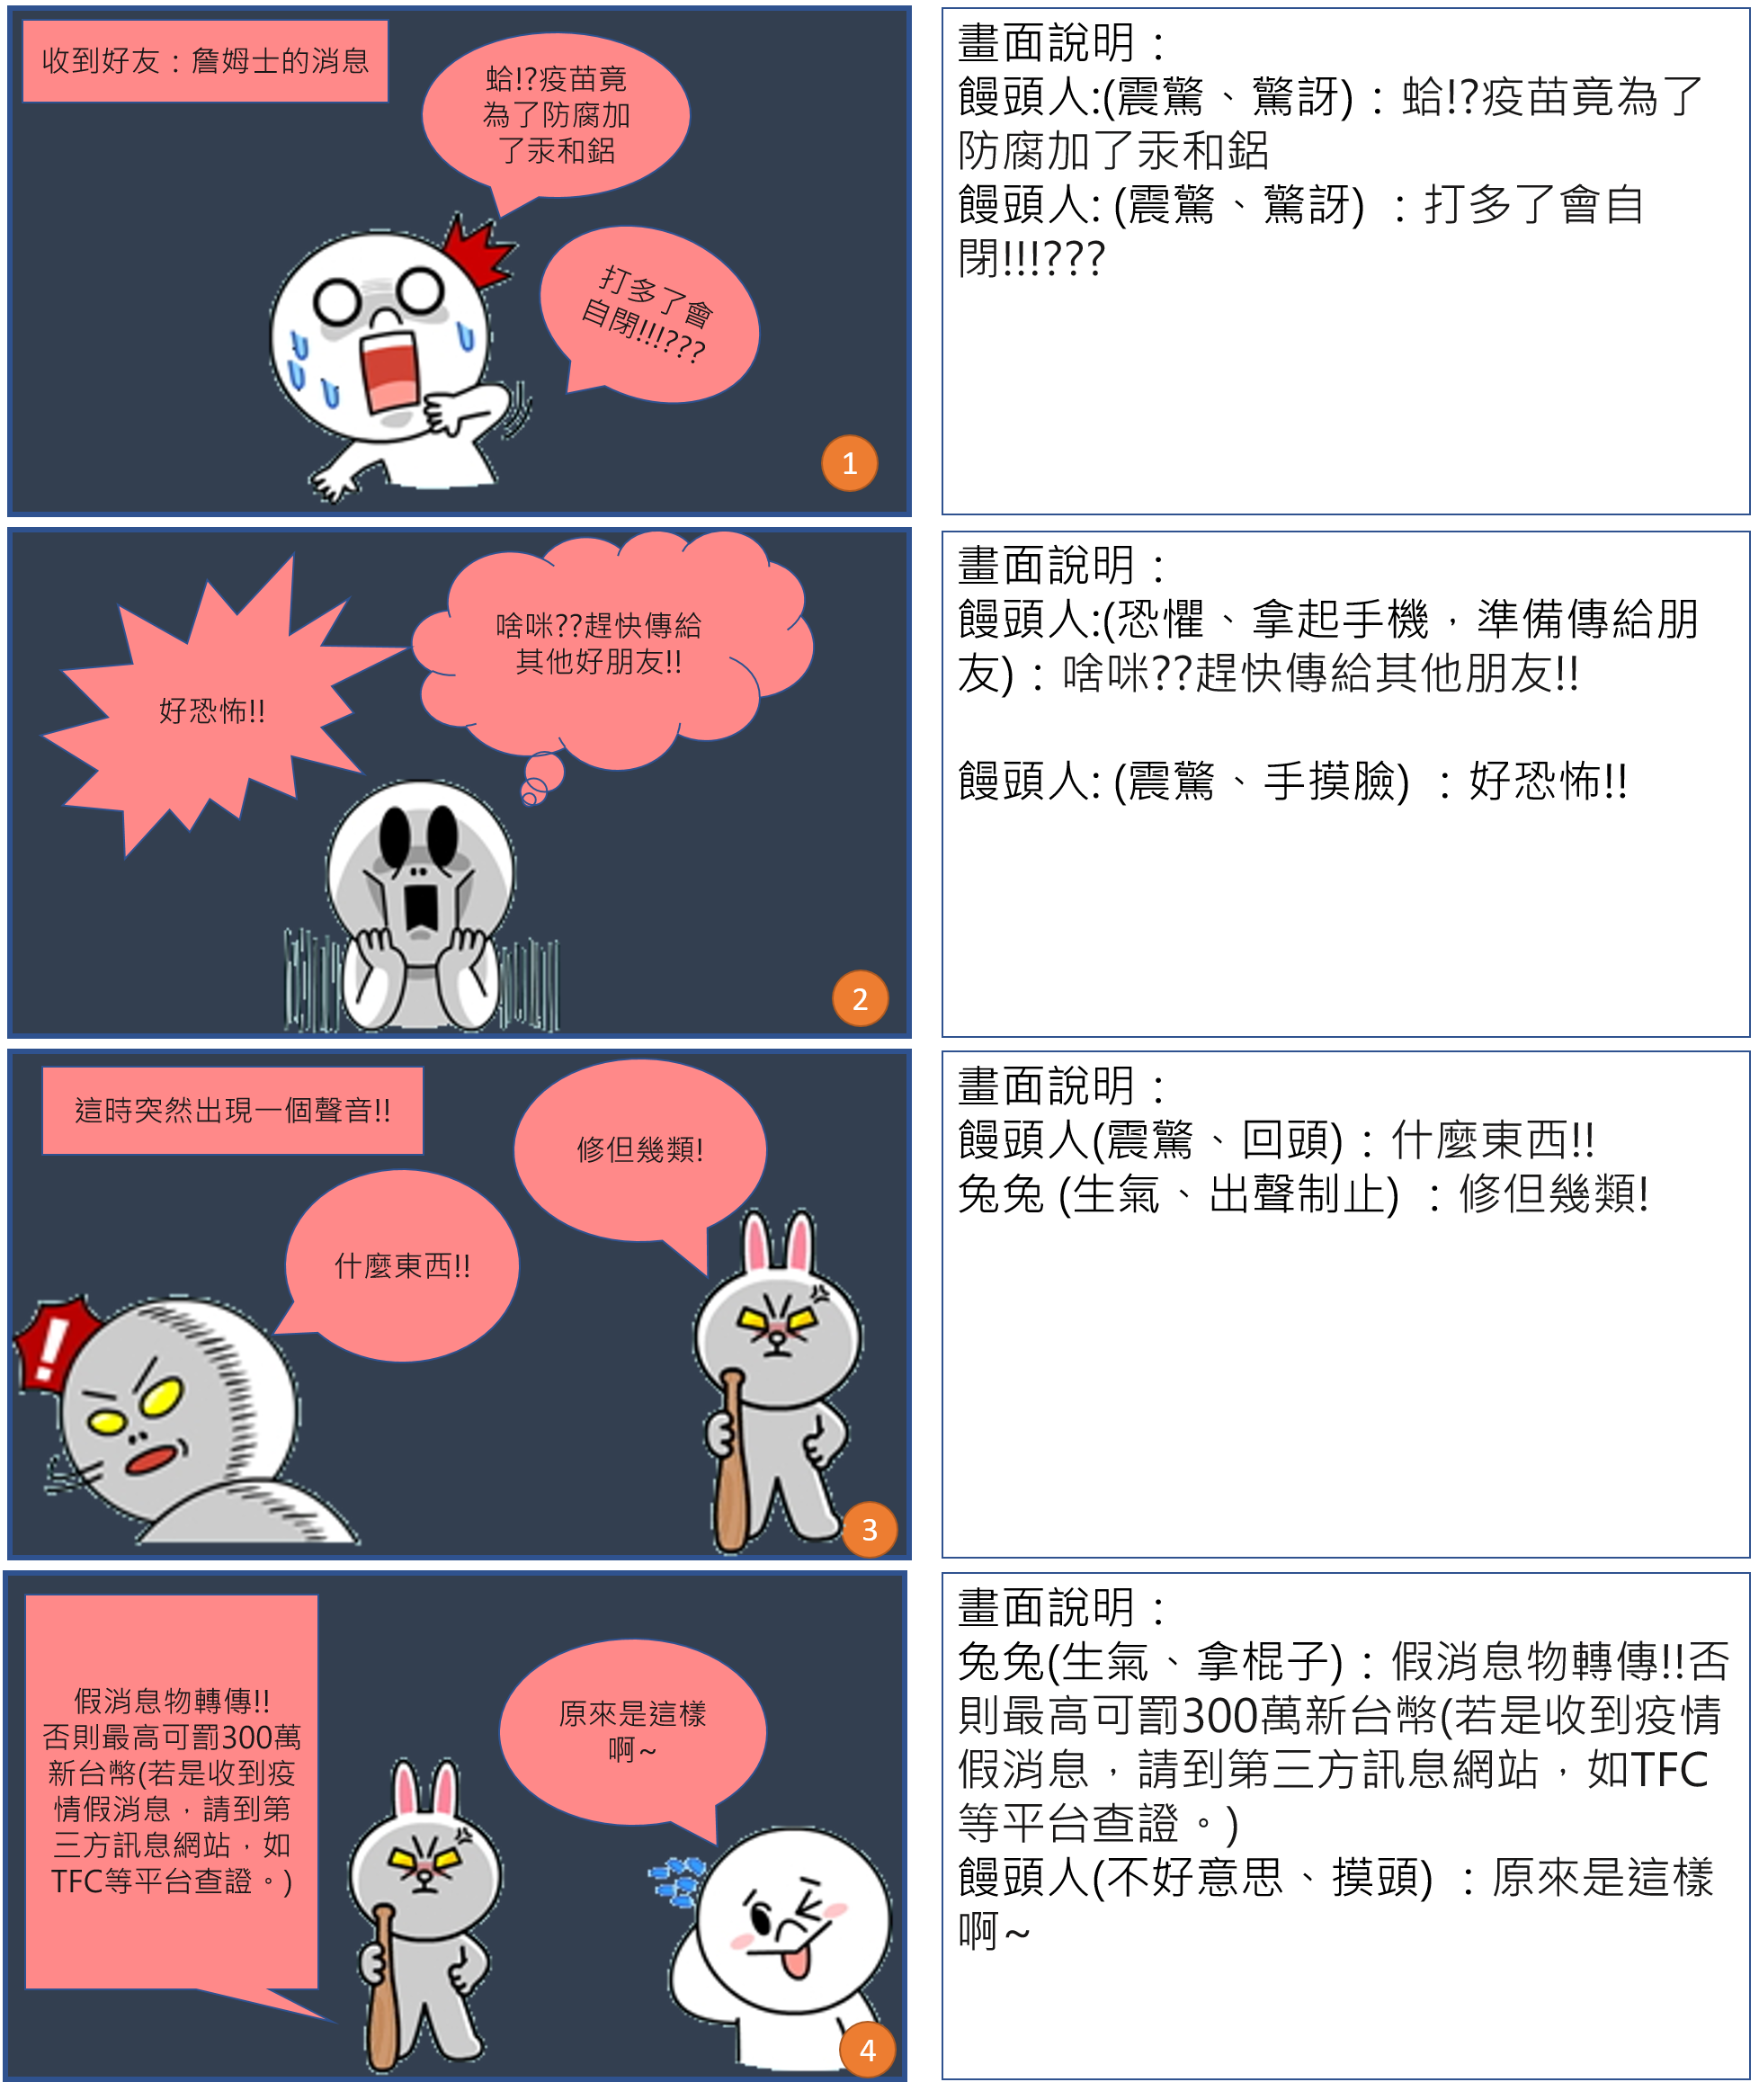 收到好友：詹姆士的消息
蛤!?疫苗竟
為了防腐加
了汞和鋁
打多了會
自閉!!!???
1
畫面說明：
饅頭人:(震驚、驚訝)：蛤!?疫苗竟為了
防腐加了汞和鋁
饅頭人: (震驚、驚訝) ：打多了會自
閉!!!???
好恐怖!!
啥咪??趕快傳給
其他好朋友!!
2
畫面說明：
饅頭人:(恐懼、拿起手機，準備傳給朋
友)：啥咪??趕快傳給其他朋友!!
饅頭人: (震驚、手摸臉) ：好恐怖!!
這時突然出現一個聲音!!
修但幾類!
什麼東西!!
3
畫面說明：
饅頭人(震驚、回頭)：什麼東西!!
兔兔 (生氣、出聲制止) ：修但幾類!
假消息物轉傳!!
否則最高可罰300萬
新台幣(若是收到疫
情假消息，請到第
三方訊息網站，如
TFC等平台查證。)
原來是這樣
啊~
4
畫面說明：
兔兔(生氣、拿棍子)：假消息物轉傳!!否
則最高可罰300萬新台幣(若是收到疫情
假消息，請到第三方訊息網站，如TFC
等平台查證。)
饅頭人(不好意思、摸頭) ：原來是這樣
啊~